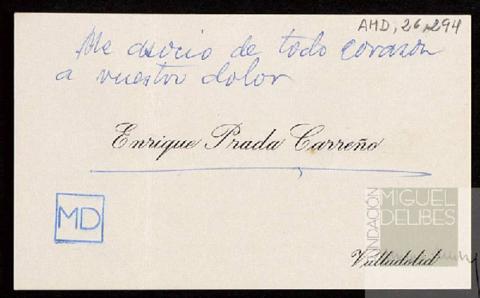 AMD, 26, 294
Me asocio de todo corazón
a vuestro dolor
Enrique Prada Carreño
MD
FUNDACIÓN
MIGUEL
DELIBES
Valladolid